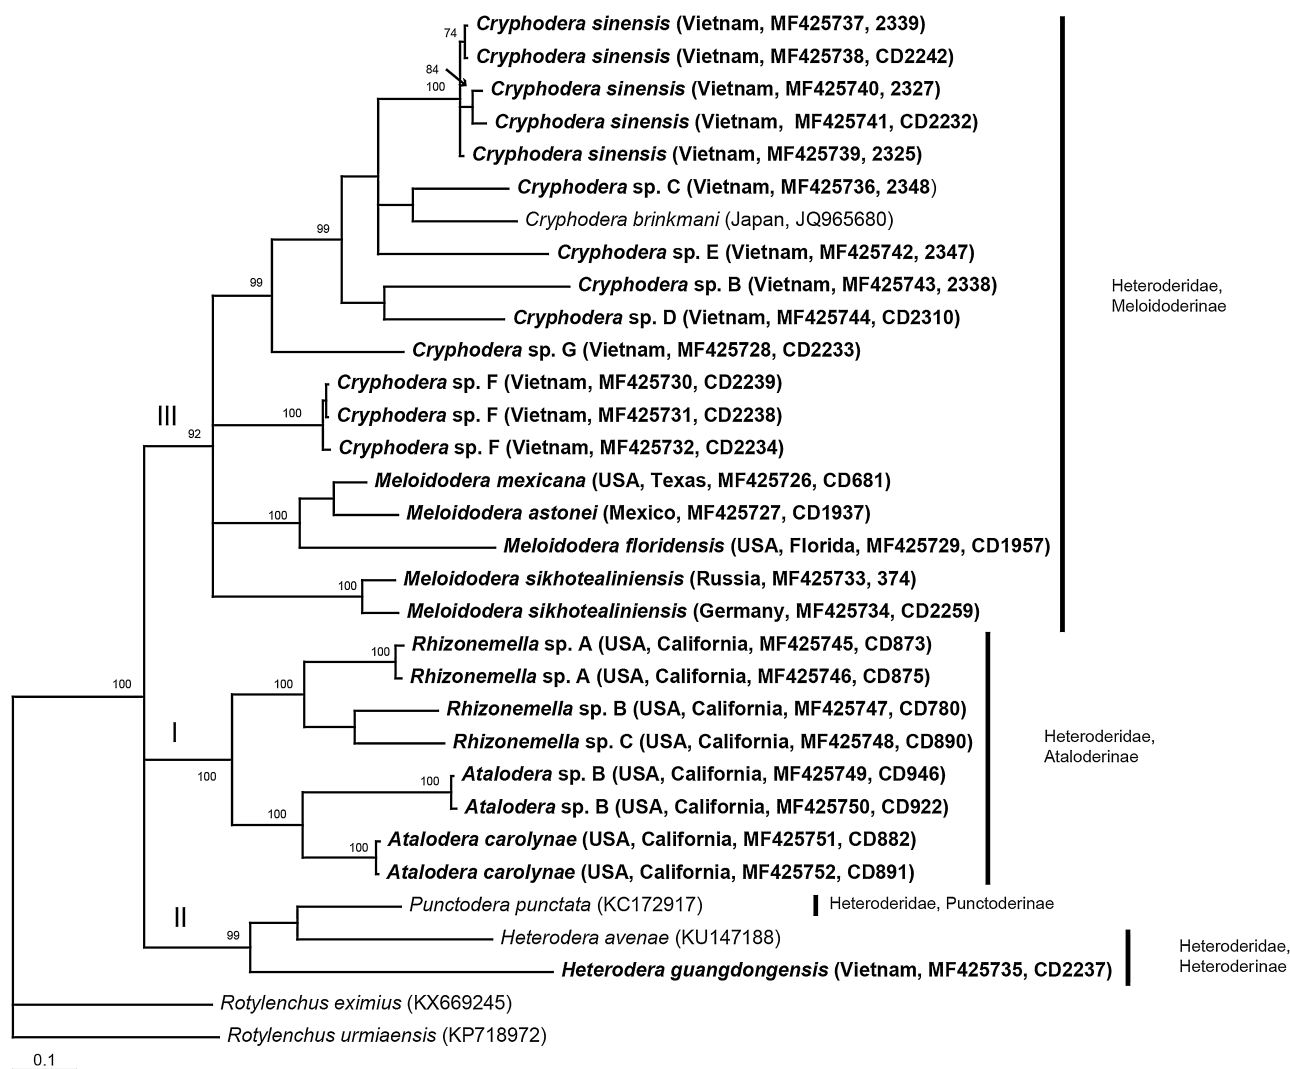 74
Cryphodera sinensis (Vietnam, MF425737, 2339)
Cryphodera sinensis (Vietnam, MF425738, CD2242)
84
100
Cryphodera sinensis (Vietnam, MF425740, 2327)
Cryphodera sinensis (Vietnam,  MF425741, CD2232)
Cryphodera sinensis (Vietnam, MF425739, 2325)
Cryphodera sp. C (Vietnam, MF425736, 2348)
Cryphodera brinkmani (Japan, JQ965680)
99
Cryphodera sp. E (Vietnam, MF425742, 2347)
99
Cryphodera sp. B (Vietnam, MF425743, 2338)
Heteroderidae,
Meloidoderinae
Cryphodera sp. D (Vietnam, MF425744, CD2310)
Cryphodera sp. G (Vietnam, MF425728, CD2233)
Cryphodera sp. F (Vietnam, MF425730, CD2239)
III
92
100
Cryphodera sp. F (Vietnam, MF425731, CD2238)
Cryphodera sp. F (Vietnam, MF425732, CD2234)
Meloidodera mexicana (USA, Texas, MF425726, CD681)
100
Meloidodera astonei (Mexico, MF425727, CD1937)
Meloidodera floridensis (USA, Florida, MF425729, CD1957)
100
Meloidodera sikhotealiniensis (Russia, MF425733, 374)
Meloidodera sikhotealiniensis (Germany, MF425734, CD2259)
100
Rhizonemella sp. A (USA, California, MF425745, CD873)
100
100
Rhizonemella sp. A (USA, California, MF425746, CD875)
Rhizonemella sp. B (USA, California, MF425747, CD780)
I
Rhizonemella sp. C (USA, California, MF425748, CD890)
Heteroderidae,
Ataloderinae
100
100
Atalodera sp. B (USA, California, MF425749, CD946)
100
Atalodera sp. B (USA, California, MF425750, CD922)
100
Atalodera carolynae (USA, California, MF425751, CD882)
Atalodera carolynae (USA, California, MF425752, CD891)
II
Punctodera punctata (KC172917)
Heteroderidae, Punctoderinae
99
Heterodera avenae (KU147188)
Heterodera guangdongensis (Vietnam, MF425735, CD2237)
Heteroderidae,
Heteroderinae
Rotylenchus eximius (KX669245)
Rotylenchus urmiaensis (KP718972)
0.1